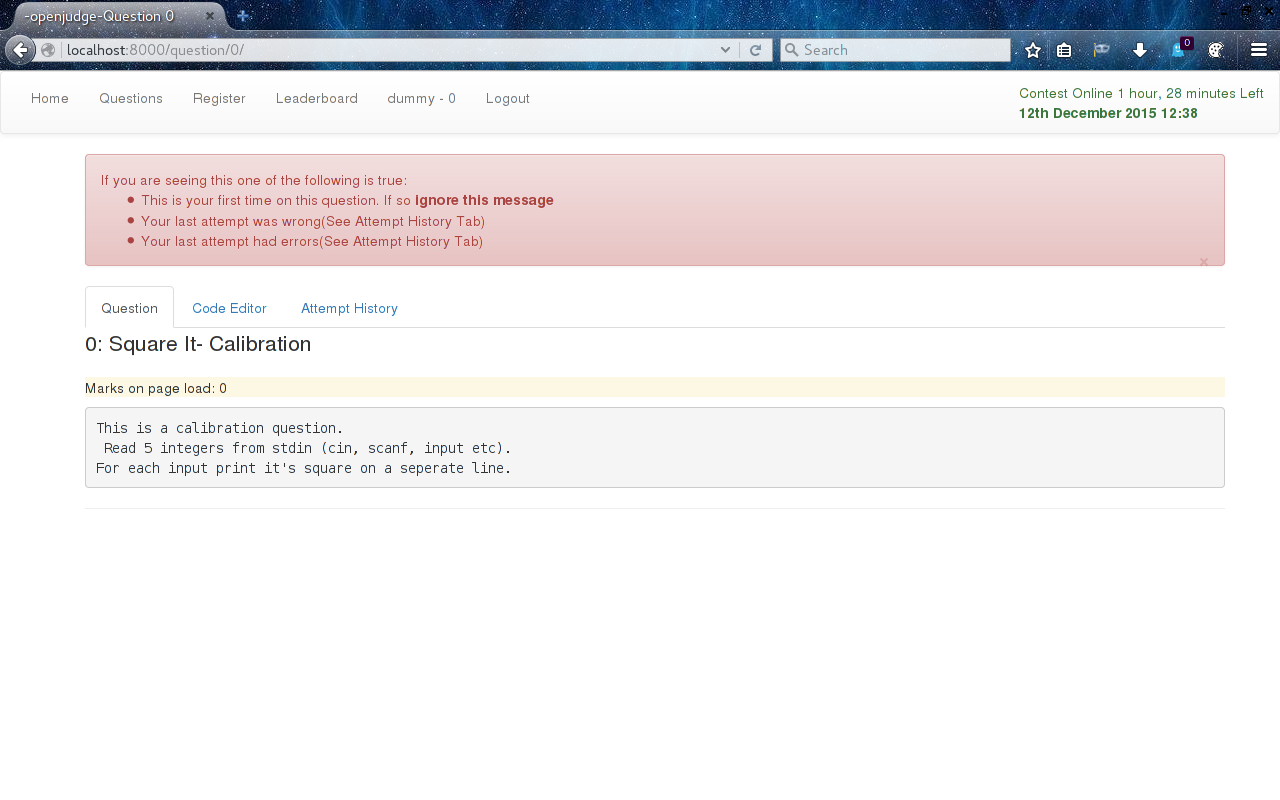 -openjudge-Question 0
localhost:8000/question/0/
Search
0
Home Questions Register Leaderboard dummy - 0 Logout
Contest Online 1 hour, 28 minutes Left
12th December 2015 12:38
If you are seeing this one of the following is true:
This is your first time on this question. If so ignore this message
Your last attempt was wrong(See Attempt History Tab)
Your last attempt had errors(See Attempt History Tab)
Question Code Editor Attempt History
0: Square It- Calibration
Marks on page load: 0
This is a calibration question.
Read 5 integers from stdin (cin, scanf, input etc).
For each input print it's square on a seperate line.